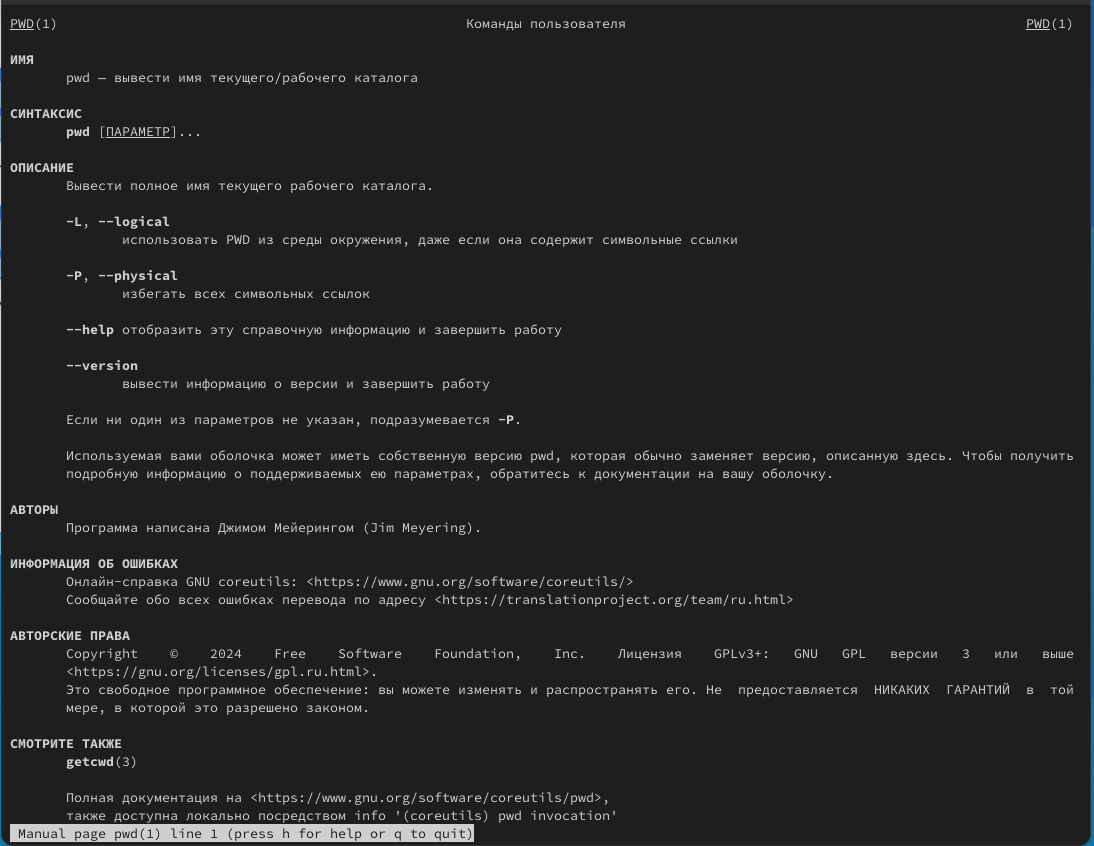 PWD(1) Команды пользователя PWD(1)
ИМЯ
pwd — вывести имя текущего/рабочего каталога
СИНТАКСИС
pwd [ПАРАМЕТР]...
ОПИСАНИЕ
Вывести полное имя текущего рабочего каталога.
-L, --logical
использовать PWD из среды окружения, даже если она содержит символьные ссылки
-P, --physical
избегать всех символьных ссылок
--help отобразить эту справочную информацию и завершить работу
--version
вывести информацию о версии и завершить работу
Если ни один из параметров не указан, подразумевается -P.
Используемая вами оболочка может иметь собственную версию pwd, которая обычно заменяет версию, описанную здесь. Чтобы получить
подробную информацию о поддерживаемых ею параметрах, обратитесь к документации на вашу оболочку.
АВТОРЫ
Программа написана Джимом Мейерингом (Jim Meyering).
ИНФОРМАЦИЯ ОБ ОШИБКАХ
Онлайн-справка GNU coreutils: <https://www.gnu.org/software/coreutils/>
Сообщайте обо всех ошибках перевода по адресу <https://translationproject.org/team/ru.html>
АВТОРСКИЕ ПРАВА
Copyright © 2024 Free Software Foundation, Inc. Лицензия GPLv3+: GNU GPL версии 3 или выше
<https://gnu.org/licenses/gpl.ru.html>.
Это свободное программное обеспечение: вы можете изменять и распространять его. Не предоставляется НИКАКИХ ГАРАНТИЙ в той
мере, в которой это разрешено законом.
СМОТРИТЕ ТАКЖЕ
getcwd(3)
Полная документация на <https://www.gnu.org/software/coreutils/pwd>,
также доступна локально посредством info '(coreutils) pwd invocation'
Manual page pwd(1) line 1 (press h for help or q to quit)